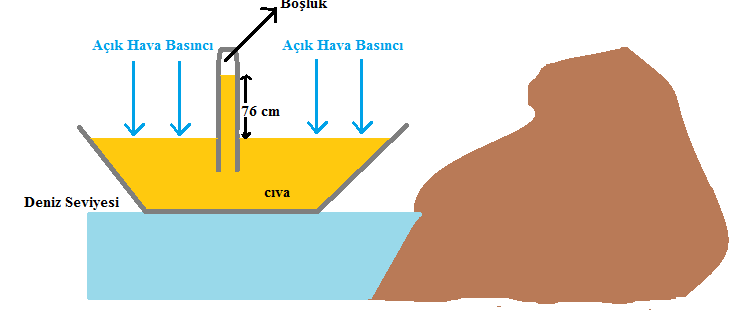 Boşluk
Açık Hava Basıncı
Açık Hava Basıncı
76 cm
cıva
Deniz Seviyesi